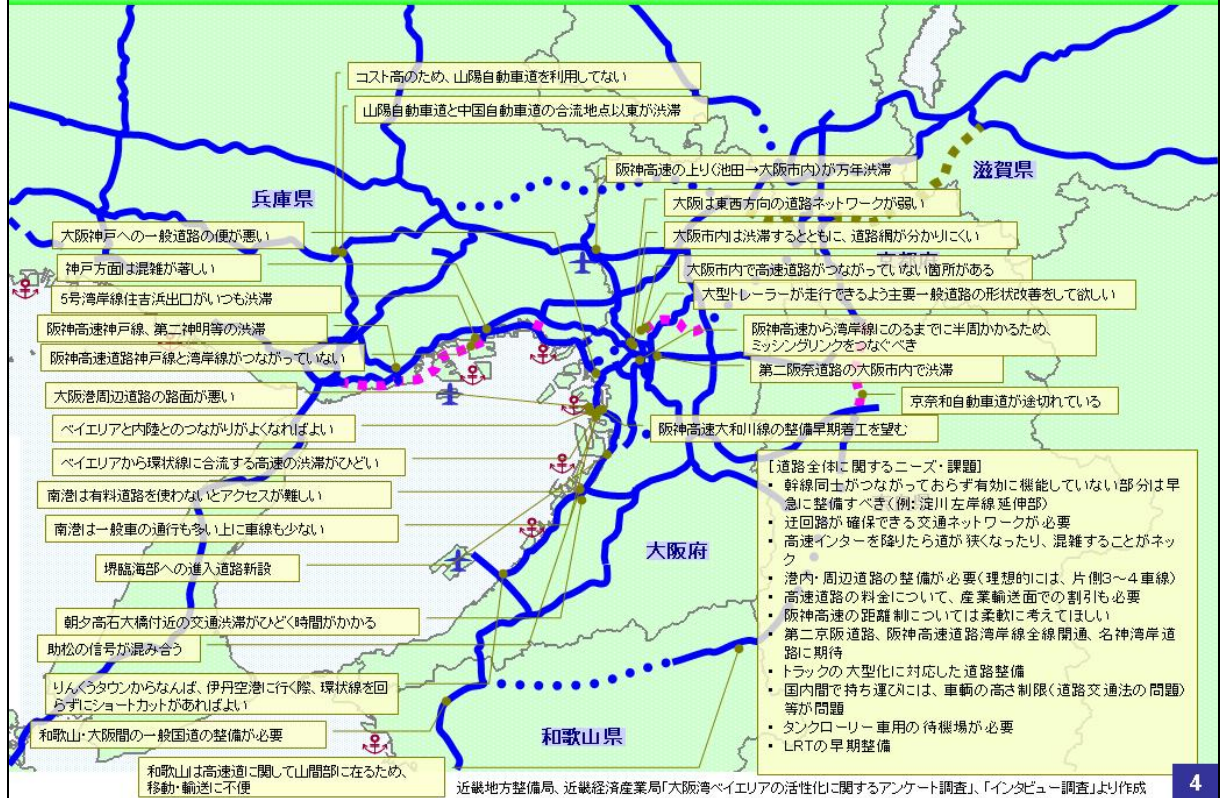 コスト高のため、山陽自動車道を利用してない
山陽自動車道と中国自動車道の合流地点以東が渋滞
阪神高速の上り(池田→大阪市内)が万年渋滞
滋賀県
兵庫県
大阪は東西方向の道路ネットワークが弱い
大阪神戸への一般道路の便が悪い
大阪市内は渋滞するとともに、道路網が分かりにくい
京都府
神戸方面は混雑が著しい
大阪市内で高速道路がつながっていない箇所がある
5号湾岸線住吉浜出口がいつも渋滞
大型トレーラーが走行できるよう主要一般道路の形状改善をして欲しい
阪神高速神戸線、第二神明等の渋滞
阪神高速から湾岸線にのるまでに半周かかるため、
ミッシングリンクをつなぐべき
阪神高速道路神戸線と湾岸線がつながっていない
第二阪奈道路の大阪市内で渋滞
大阪港周辺道路の路面が悪い
京奈和自動車道が途切れている
ベイエリアと内陸とのつながりがよくなればよい
阪神高速大和川線の整備早期着工を望む
ベイエリアから環状線に合流する高速の渋滞がひどい
南港は有料道路を使わないとアクセスが難しい
南港は一般車の通行も多い上に車線も少ない
堺臨海部への進入道路新設
大阪府
朝夕高石大橋付近の交通渋滞がひどく時間がかかる
助松の信号が混み合う
りんくうタウンからなんば、伊丹空港に行く際、環状線を回
らずにショートカットがあればよい
和歌山・大阪間の一般国道の整備が必要
和歌山県
和歌山は高速道に関して山間部に在るため、
移動・輸送に不便
[道路全体に関するニーズ・課題]
・ 幹線同士がつながっておらず有効に機能していない部分は早
急に整備すべき(例:淀川左岸線延伸部)
・ 迂回路が確保できる交通ネットワークが必要
・ 高速インターを降りたら道が狭くなったり、混雑することがネッ
ク
・ 港内・周辺道路の整備が必要(理想的には、片側3～4車線)
・ 高速道路の料金について、産業輸送面での割引も必要
・ 阪神高速の距離制については柔軟に考えてほしい
・ 第二京阪道路、阪神高速道路湾岸線全線開通、名神湾岸道
路に期待
・ トラックの大型化に対応した道路整備
・ 国内間で持ち運びには、車輌の高さ制限(道路交通法の問題)
等が問題
・ タンクローリー車用の待機場が必要
・ LRTの早期整備
近畿地方整備局、近畿経済産業局「大阪湾ベイエリアの活性化に関するアンケート調査」、「インタビュー調査」より作成
4